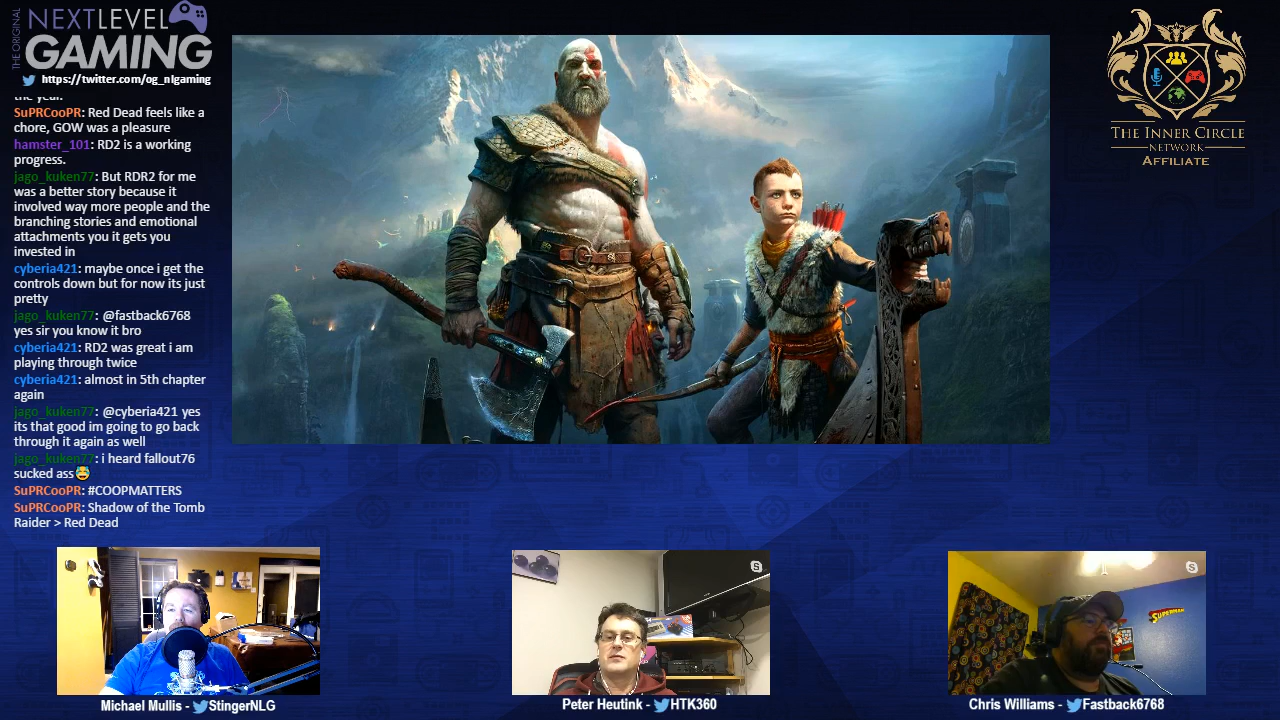 THE ORIGINAL
NEXTLEVEL
GAMING
https://twitter.com/og_nlgaming
the year.
SuPRCooPR: Red Dead feels like a
chore, GOW was a pleasure
hamster_101: RD2 is a working
progress.
jago_kuken77: But RDR2 for me
was a better story because it
involved way more people and the
branching stories and emotional
attachments you it gets you
invested in
cyberia421: maybe once i get the
controls down but for now its just
pretty
jago_kuken77: @fastback6768
yes sir you know it bro
cyberia421: RD2 was great i am
playing through twice
cyberia421: almost in 5th chapter
again
jago_kuken77: @cyberia421 yes
its that good im going to go back
through it again as well
jago_kuken77: i heard fallout76
sucked ass😂
SuPRCooPR: #COOPMATTERS
SuPRCooPR: Shadow of the Tomb
Raider > Red Dead
THE INNER CIRCLE
NETWORK
AFFILIATE
SUPERMAN
Michael Mullis - StingerNLG
Peter Heutink - HTK360
Chris Williams - Fastback6768